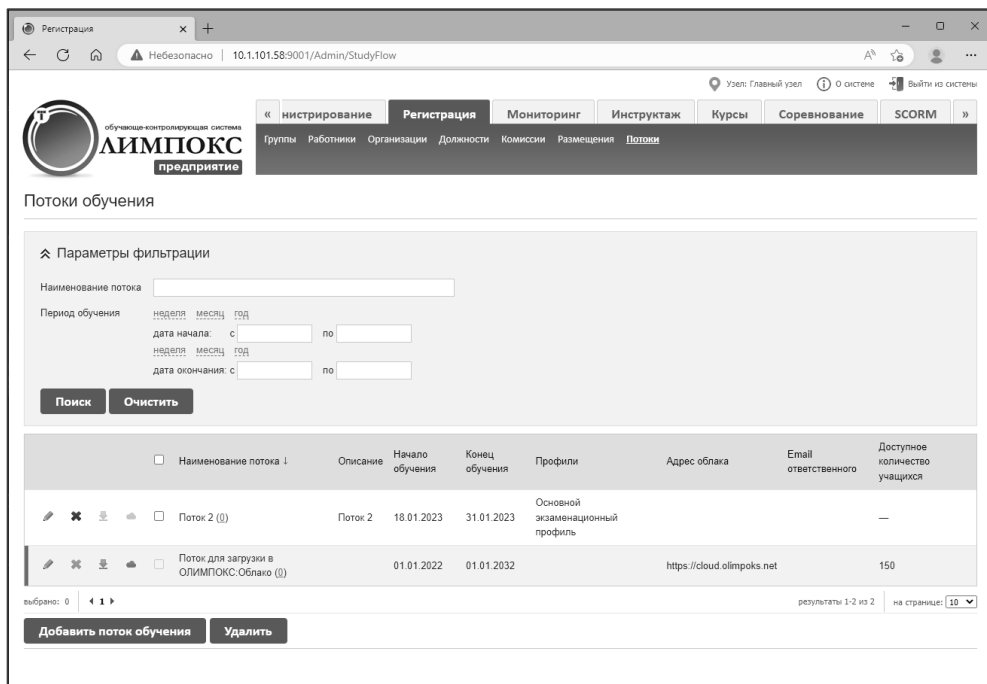 Регистрация
Небезопасно | 10.1.101.58:9001/Admin/StudyFlow
Узел: Главный узел О системе Выйти из системы
обучающе-контролирующая система
ЛИМПОКС
предприятие
« нистрирование Регистрация Мониторинг Инструктаж Курсы Соревнование SCORM »
Группы Работники Организации Должности Комиссии Размещения Потоки
Потоки обучения
Параметры фильтрации
Наименование потока
Период обучения неделя месяц год
дата начала: с по
неделя месяц год
дата окончания: с по
Поиск Очистить
Наименование потока ↓ Описание Начало обучения Конец обучения Профили Адрес облака Email ответственного Доступное количество учащихся
Поток 2 (0) Поток 2 18.01.2023 31.01.2023 Основной экзаменационный профиль —
Поток для загрузки в ОЛИМПОКС:Облако (0) 01.01.2022 01.01.2032 https://cloud.olimpoks.net 150
выбрано: 0 1 результаты 1-2 из 2 на странице: 10
Добавить поток обучения Удалить